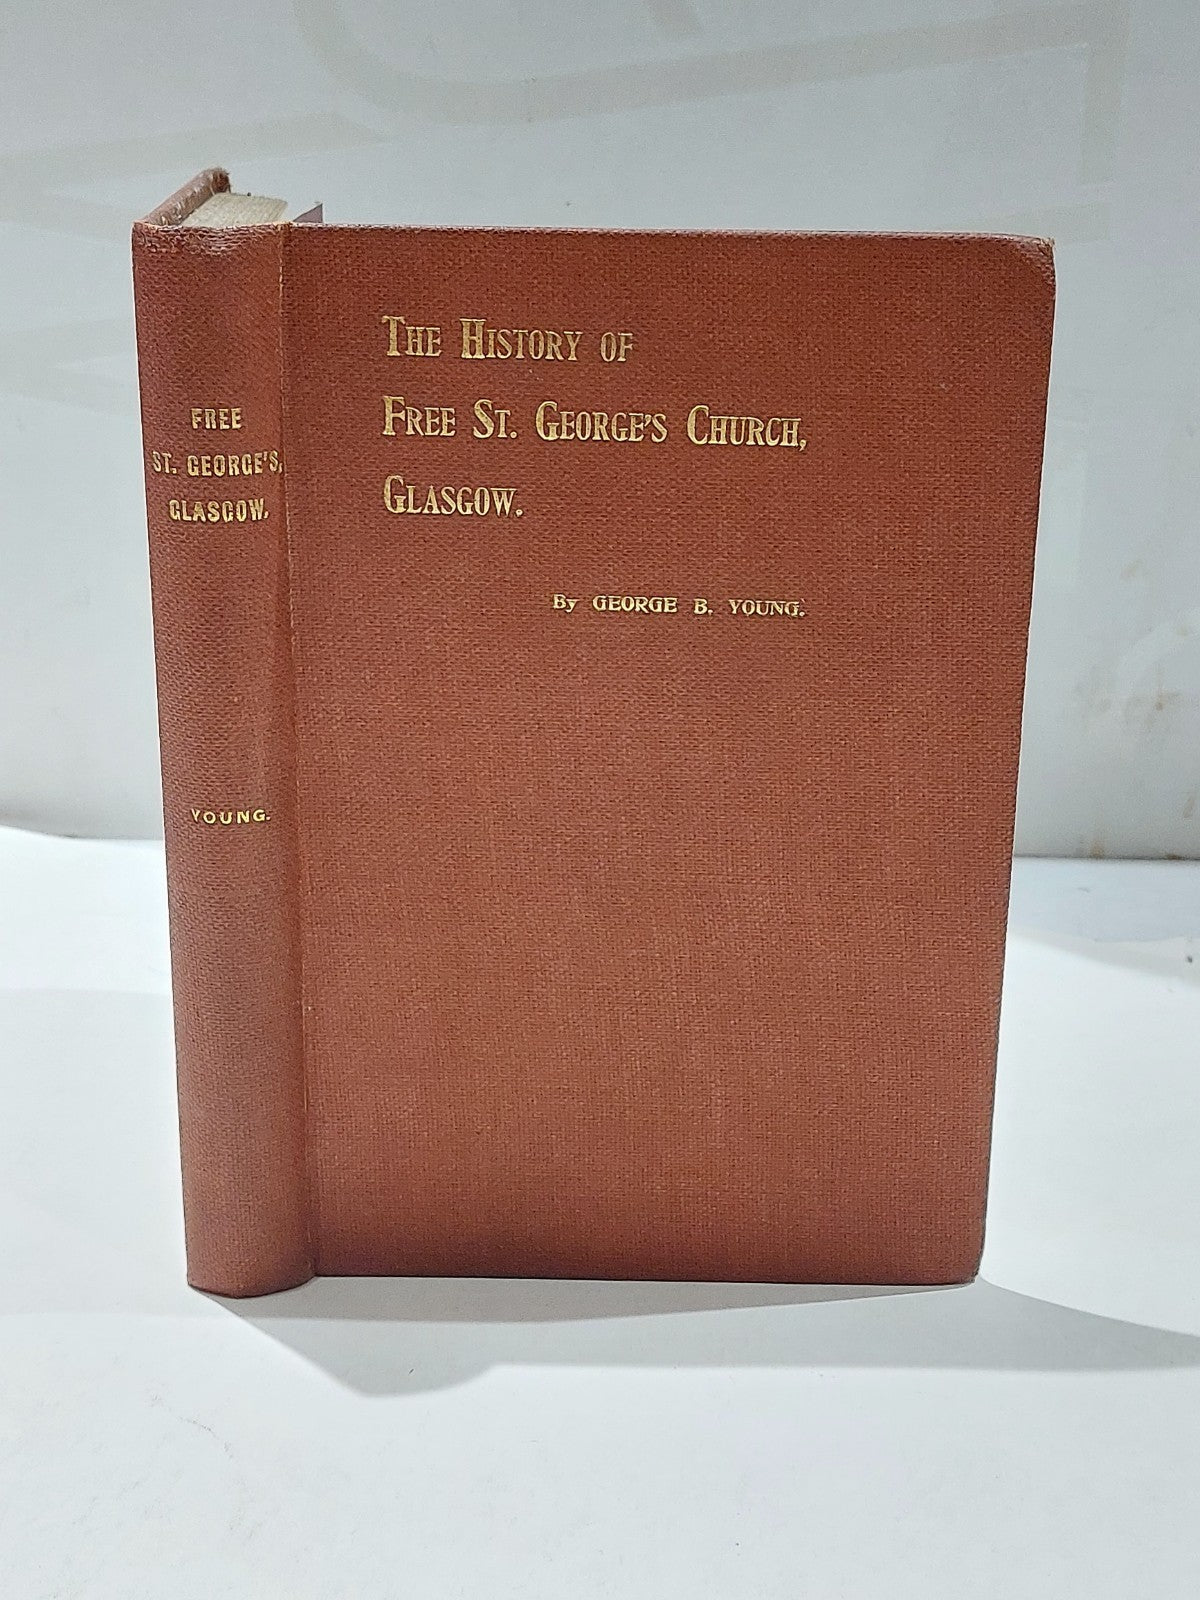 FREE
ST. GEORGE'S,
GLASGOW.
YOUNG.
THE HISTORY OF
FREE ST. GEORGE'S CHURCH,
GLASGOW.
By GEORGE B. YOUNG.